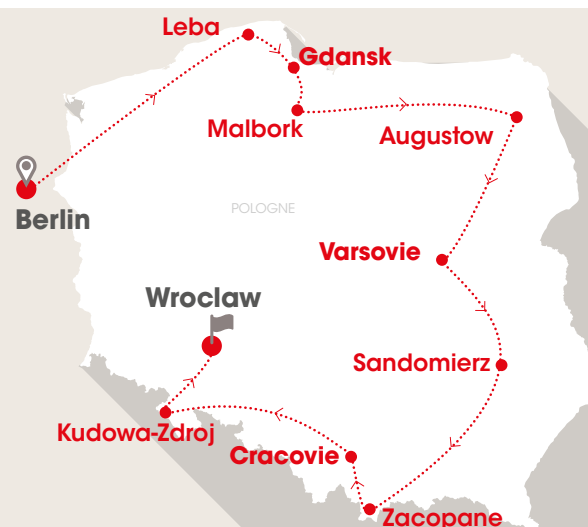 Leba
Gdansk
Malbork
Augustow
Berlin
POLOGNE
Varsovie
Wroclaw
Sandomierz
Kudowa-Zdroj
Cracovie
Zacopane